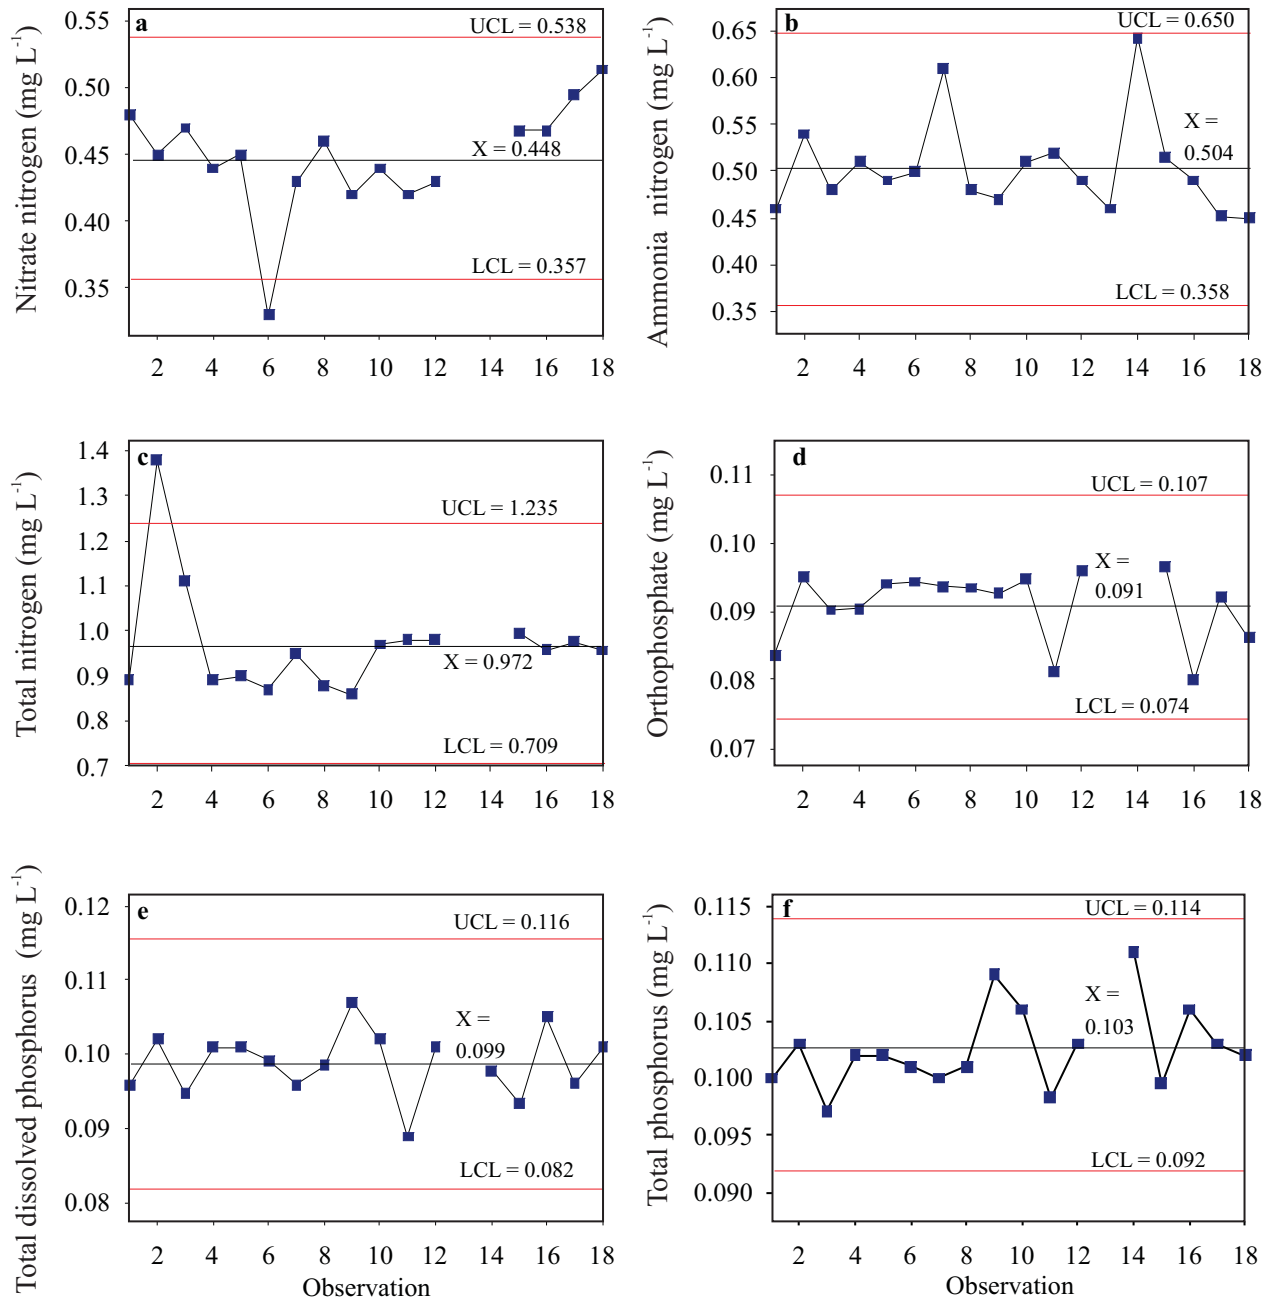 a
Nitrate nitrogen (mg L⁻¹)
0.55
0.50
0.45
0.40
0.35
UCL = 0.538
X = 0.448
LCL = 0.357
2 4 6 8 10 12 14 16 18
b
Ammonia nitrogen (mg L⁻¹)
0.65
0.60
0.55
0.50
0.45
0.40
0.35
UCL = 0.650
X =
0.504
LCL = 0.358
2 4 6 8 10 12 14 16 18
c
Total nitrogen (mg L⁻¹)
1.4
1.3
1.2
1.1
1.0
0.9
0.8
0.7
UCL = 1.235
X = 0.972
LCL = 0.709
2 4 6 8 10 12 14 16 18
d
Orthophosphate (mg L⁻¹)
0.11
0.10
0.09
0.08
0.07
UCL = 0.107
X =
0.091
LCL = 0.074
2 4 6 8 10 12 14 16 18
e
Total dissolved phosphorus (mg L⁻¹)
0.12
0.11
0.10
0.09
0.08
UCL = 0.116
X =
0.099
LCL = 0.082
2 4 6 8 10 12 14 16 18
Observation
f
Total phosphorus (mg L⁻¹)
0.115
0.110
0.105
0.100
0.095
0.090
UCL = 0.114
X =
0.103
LCL = 0.092
2 4 6 8 10 12 14 16 18
Observation